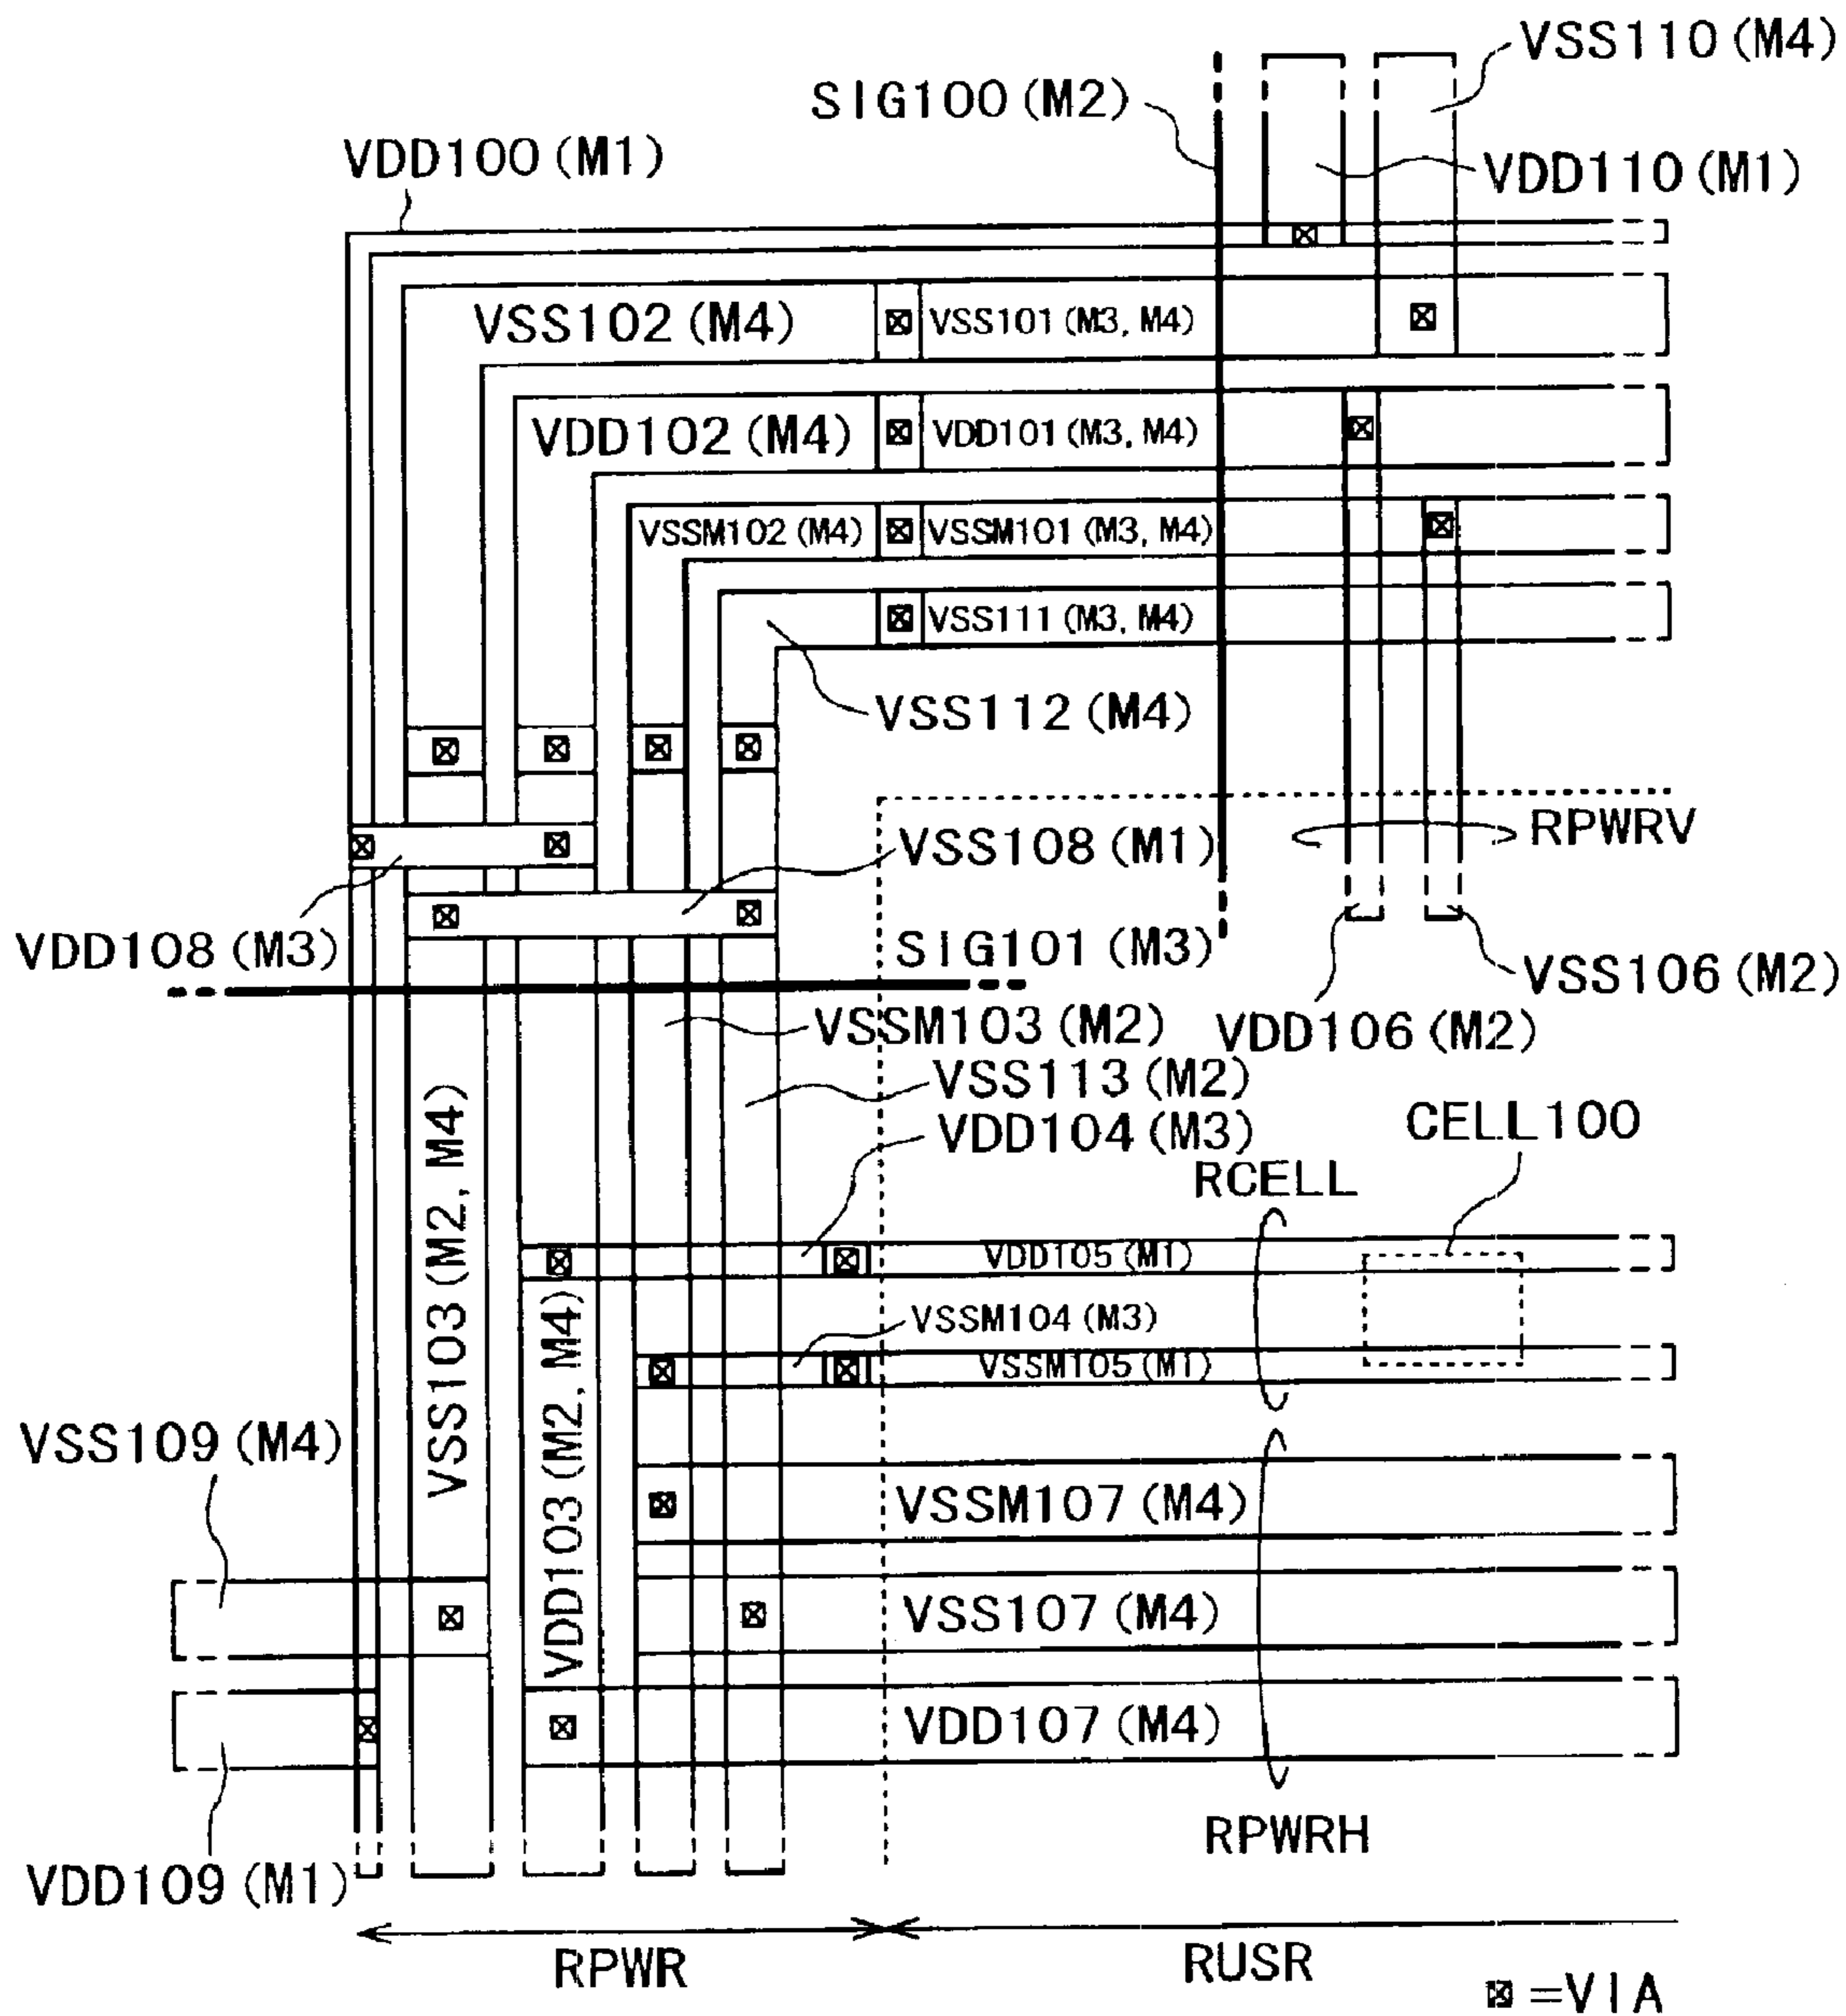 VSS110 (M4)
SIG100 (M2)
VDD100 (M1)
VDD110 (M1)
VSS102 (M4)
VSS101 (M3, M4)
VDD102 (M4)
VDD101 (M3, M4)
VSSM102 (M4)
VSSM101 (M3, M4)
VSS111 (M3, M4)
VSS112 (M4)
RPWRV
VSS108 (M1)
VDD108 (M3)
SIG101 (M3)
VSS106 (M2)
VSSM103 (M2)
VDD106 (M2)
VSS113 (M2)
VDD104 (M3)
CELL100
RCELL
VSS103 (M2, M4)
VDD105 (M1)
VDD103 (M2, M4)
VSSM104 (M3)
VSSM105 (M1)
VSS109 (M4)
VSSM107 (M4)
VSS107 (M4)
VDD107 (M4)
RPWRH
VDD109 (M1)
RPWR
RUSR
=VIA